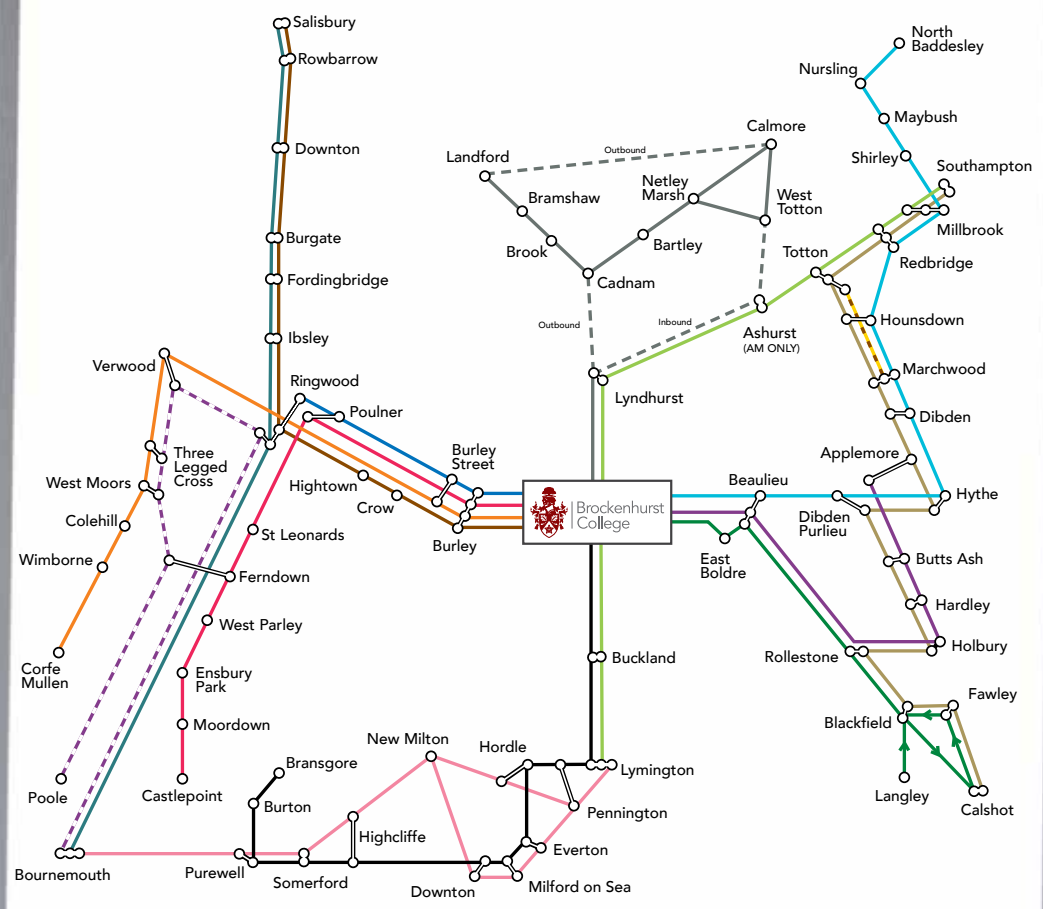 Salisbury
Rowbarrow
Downton
Burgate
Fordingbridge
Ibsley
Verwood
Ringwood
Poulner
Three
Legged
Cross
West Moors
Colehill
Wimborne
Corfe
Mullen
Hightown
Crow
Burley
Street
Burley
St Leonards
Ferndown
West Parley
Ensbury
Park
Moordown
Castlepoint
Poole
Bournemouth
Landford
Outbound
Calmore
Bramshaw
Brook
Netley
Marsh
West
Totton
Bartley
Cadnam
Outbound
Inbound
Ashurst
(AM ONLY)
Lyndhurst
North
Baddesley
Nursling
Maybush
Shirley
Southampton
Millbrook
Redbridge
Totton
Hounsdown
Marchwood
Dibden
Applemore
Hythe
Brockenhurst
College
Beaulieu
East
Boldre
Dibden
Purlieu
Butts Ash
Hardley
Holbury
Rollestone
Fawley
Blackfield
Langley
Calshot
Buckland
New Milton
Hordle
Lymington
Pennington
Bransgore
Burton
Highcliffe
Everton
Purewell
Somerford
Downton
Milford on Sea